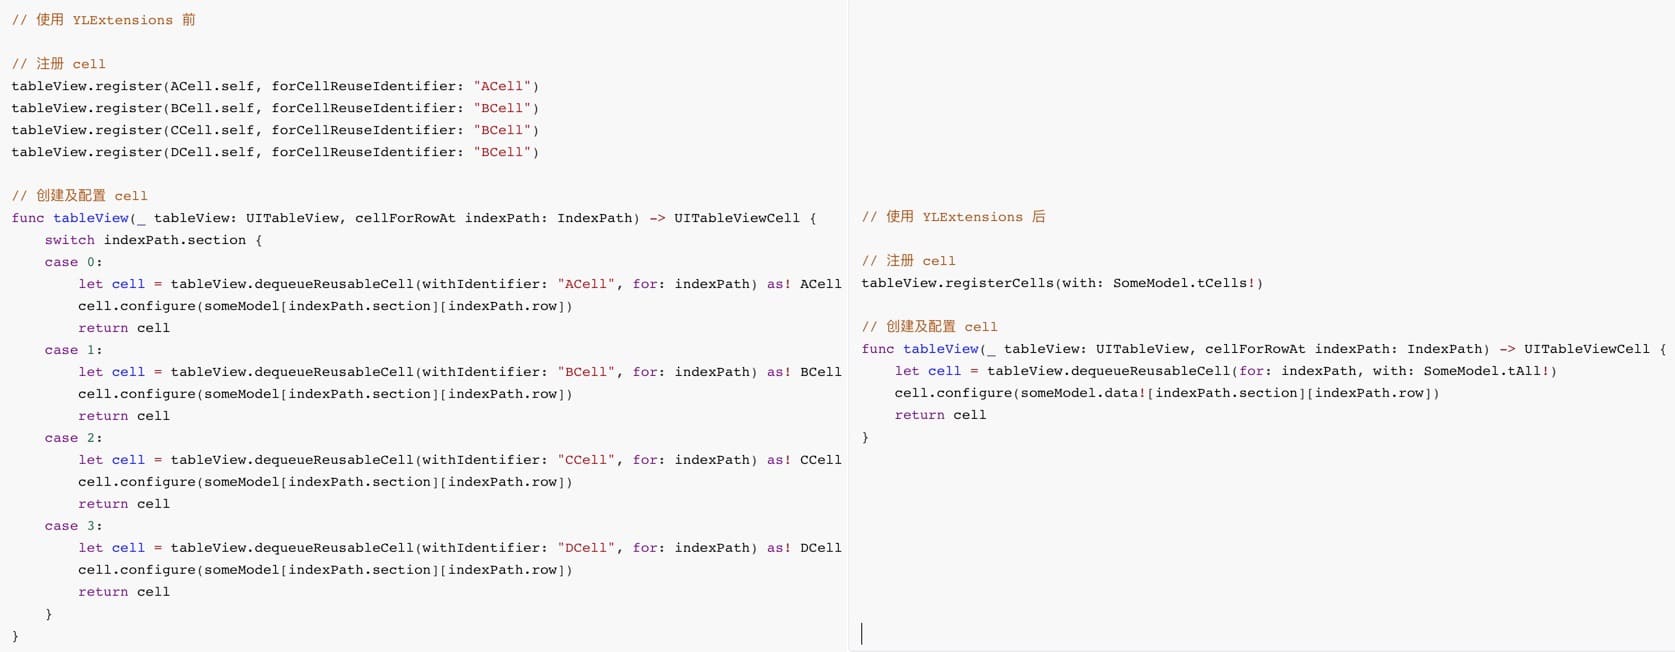 // 使用 YLExtensions 前
// 注册 cell
tableView.register(ACell.self, forCellReuseIdentifier: "ACell")
tableView.register(BCell.self, forCellReuseIdentifier: "BCell")
tableView.register(CCell.self, forCellReuseIdentifier: "BCell")
tableView.register(DCell.self, forCellReuseIdentifier: "BCell")
// 创建及配置 cell
func tableView(_ tableView: UITableView, cellForRowAt indexPath: IndexPath) -> UITableViewCell {
    switch indexPath.section {
    case 0:
        let cell = tableView.dequeueReusableCell(withIdentifier: "ACell", for: indexPath) as! ACell
        cell.configure(someModel[indexPath.section][indexPath.row])
        return cell
    case 1:
        let cell = tableView.dequeueReusableCell(withIdentifier: "BCell", for: indexPath) as! BCell
        cell.configure(someModel[indexPath.section][indexPath.row])
        return cell
    case 2:
        let cell = tableView.dequeueReusableCell(withIdentifier: "CCell", for: indexPath) as! CCell
        cell.configure(someModel[indexPath.section][indexPath.row])
        return cell
    case 3:
        let cell = tableView.dequeueReusableCell(withIdentifier: "DCell", for: indexPath) as! DCell
        cell.configure(someModel[indexPath.section][indexPath.row])
        return cell
    }
}
// 使用 YLExtensions 后
// 注册 cell
tableView.registerCells(with: SomeModel.tCells!)
// 创建及配置 cell
func tableView(_ tableView: UITableView, cellForRowAt indexPath: IndexPath) -> UITableViewCell {
    let cell = tableView.dequeueReusableCell(for: indexPath, with: SomeModel.tAll!)
    cell.configure(someModel.data![indexPath.section][indexPath.row])
    return cell
}